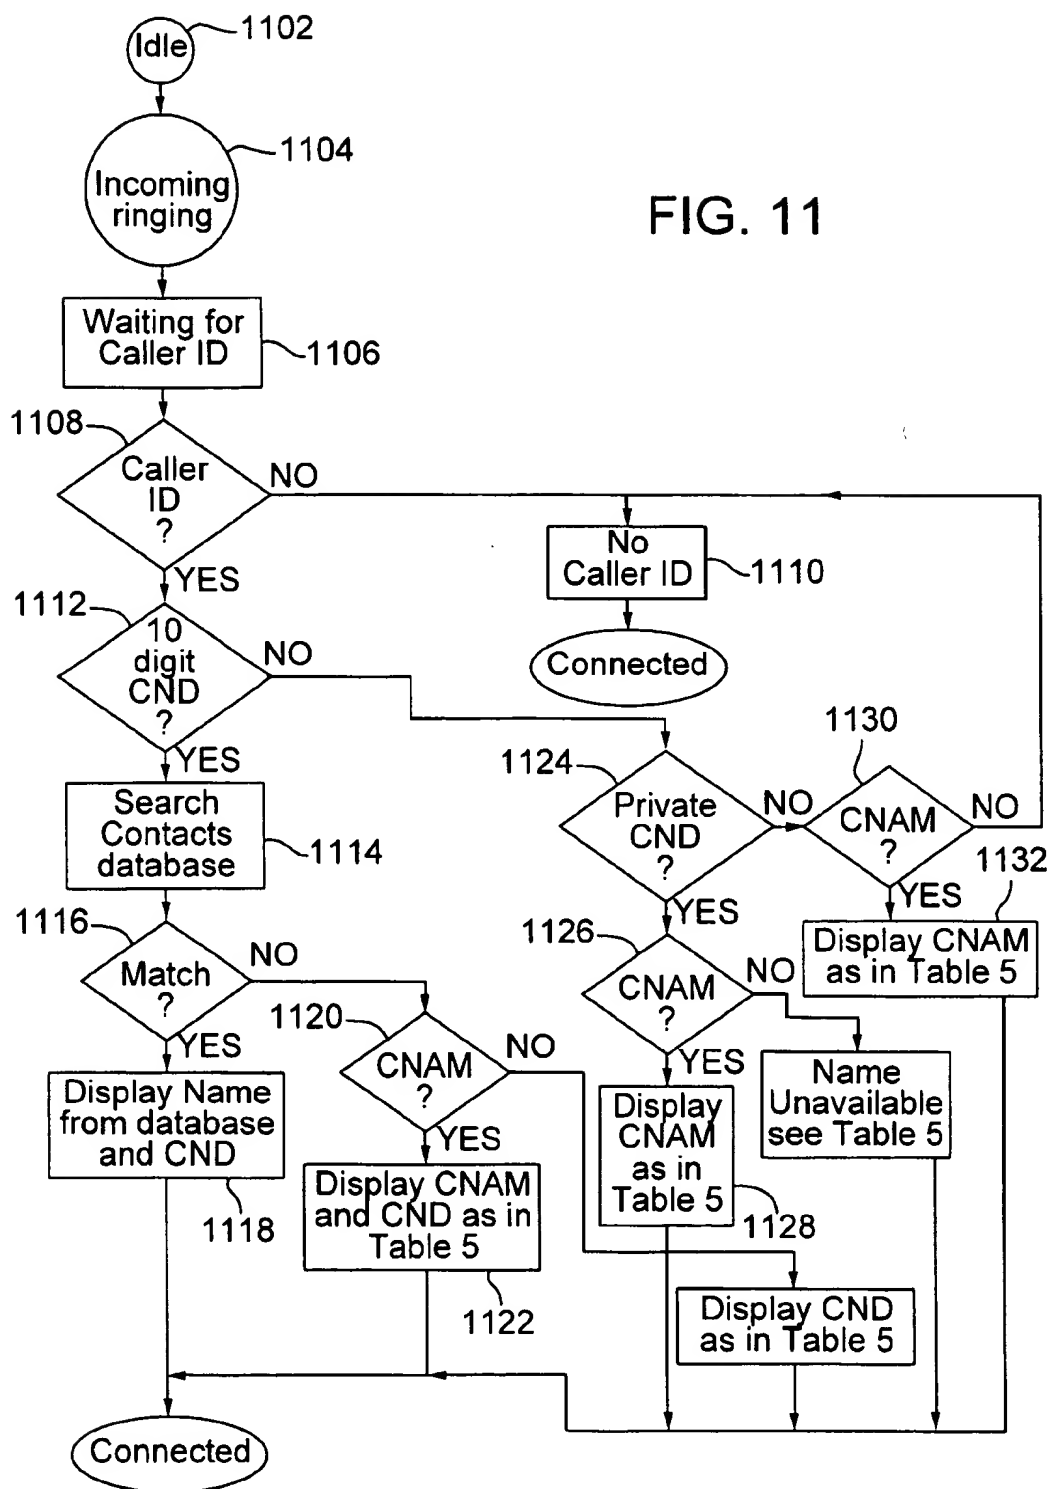 1102
Idle
1104
Incoming
ringing
FIG. 11
Waiting for
Caller ID
1106
1108
Caller
ID
?
NO
YES
No
Caller ID
1110
Connected
1112
10
digit
CND
?
NO
YES
Search
Contacts
database
1114
1124
Private
CND
?
NO
YES
1130
CNAM
?
NO
YES
1132
Display CNAM
as in Table 5
1116
Match
?
NO
YES
1126
CNAM
?
NO
YES
1120
CNAM
?
NO
YES
Name
Unavailable
see Table 5
Display Name
from database
and CND
1118
Display
CNAM
as in
Table 5
1128
Display CNAM
and CND as in
Table 5
1122
Display CND
as in Table 5
Connected